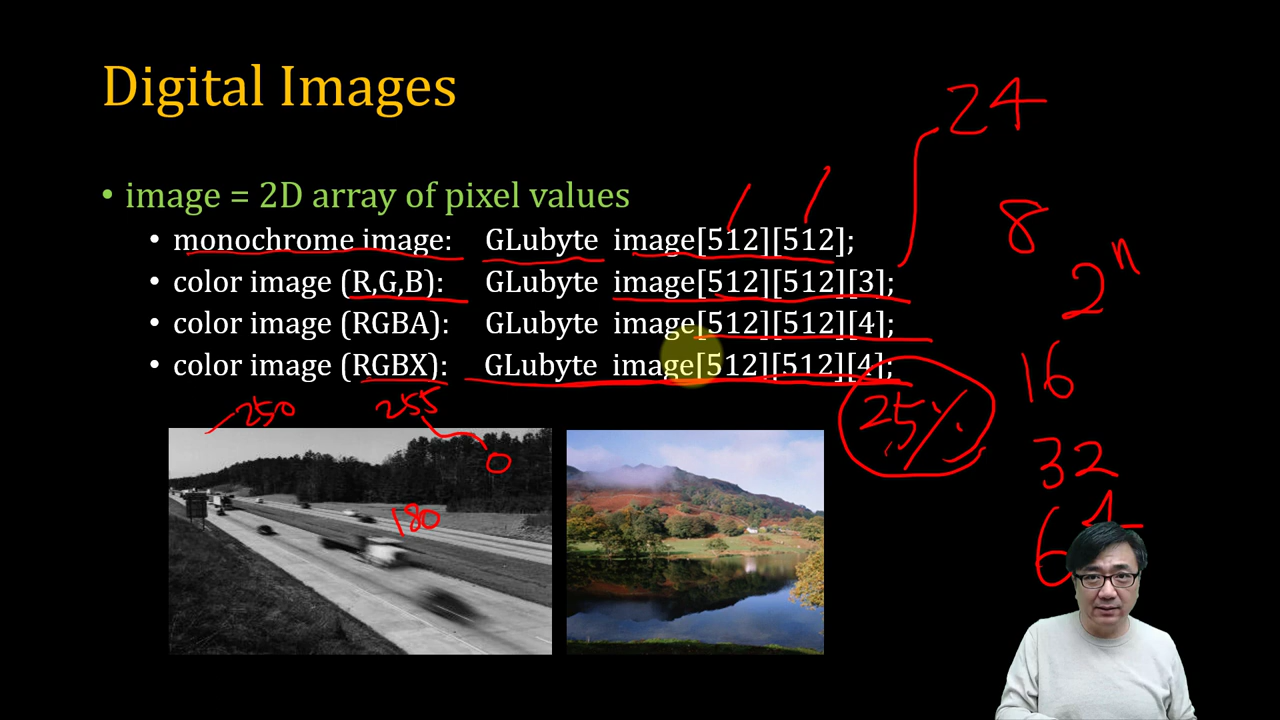 Digital Images
• image = 2D array of pixel values
• monochrome image: GLubyte image[512][512];
• color image (R,G,B): GLubyte image[512][512][3];
• color image (RGBA): GLubyte image[512][512][4];
• color image (RGBX): GLubyte image[512][512][4];
24
8
2ⁿ
16
25%
32
64
250
255
0
180